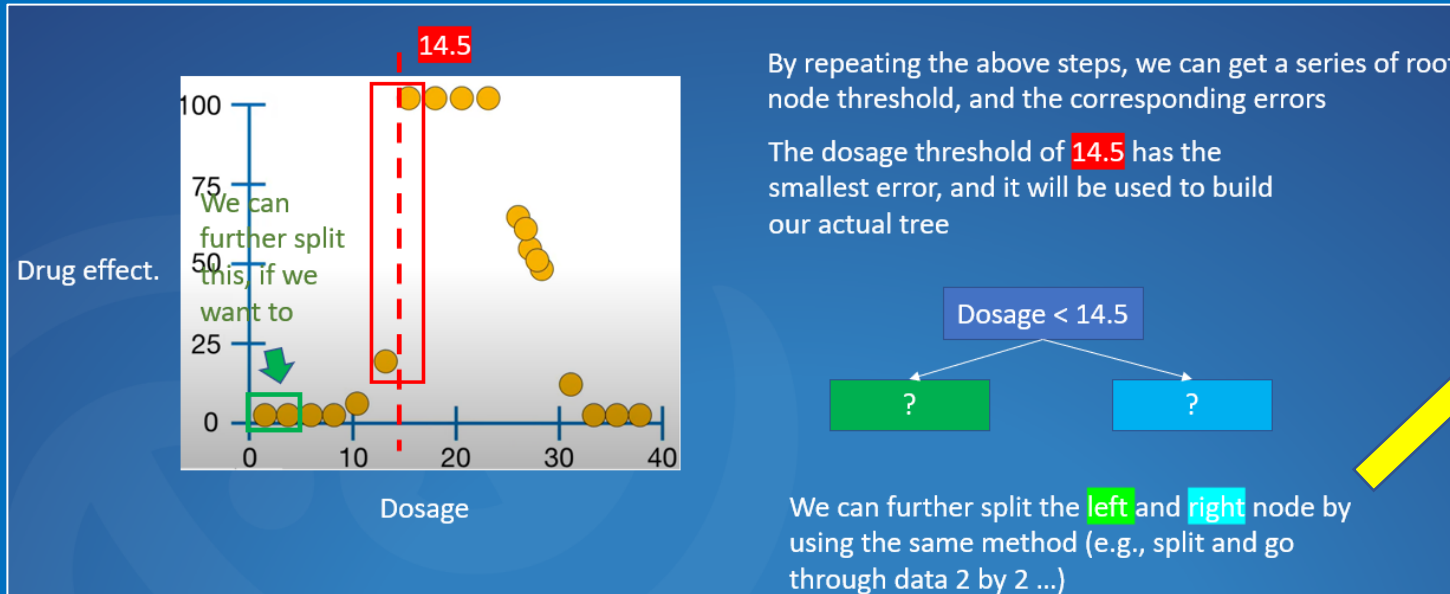 14.5
By repeating the above steps, we can get a series of root
node threshold, and the corresponding errors
The dosage threshold of 14.5 has the
smallest error, and it will be used to build
our actual tree
100
75
50
25
0
We can
further split
this, if we
want to
Drug effect.
0 10 20 30 40
Dosage
Dosage < 14.5
? ?
We can further split the left and right node by
using the same method (e.g., split and go
through data 2 by 2 ...)